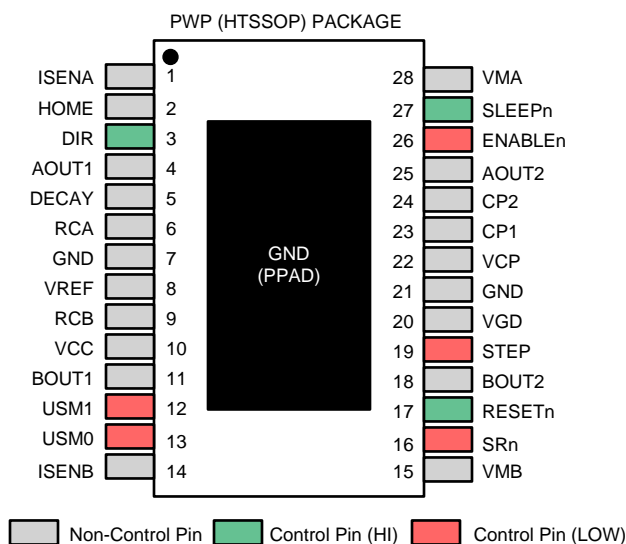 PWP (HTSSOP) PACKAGE
ISENA 1 28 VMA
HOME 2 27 SLEEPn
DIR 3 26 ENABLEn
AOUT1 4 25 AOUT2
DECAY 5 24 CP2
RCA 6 23 CP1
GND 7 22 VCP
VREF 8 21 GND
RCB 9 20 VGD
VCC 10 19 STEP
BOUT1 11 18 BOUT2
USM1 12 17 RESETn
USM0 13 16 SRn
ISENB 14 15 VMB
GND
(PPAD)
Non-Control Pin Control Pin (HI) Control Pin (LOW)